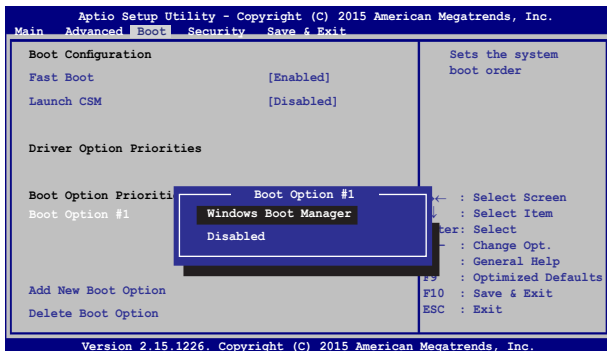 Aptio Setup Utility - Copyright (C) 2015 American Megatrends, Inc.
Main Advanced Boot Security Save & Exit
Boot Configuration
Fast Boot [Enabled]
Launch CSM [Disabled]
Driver Option Priorities
Boot Option Prioriti
Boot Option #1
Add New Boot Option
Delete Boot Option
Boot Option #1
Windows Boot Manager
Disabled
Sets the system
boot order
→← : Select Screen
: Select Item
ter: Select
: Change Opt.
: General Help
F9 : Optimized Defaults
F10 : Save & Exit
ESC : Exit
Version 2.15.1226. Copyright (C) 2015 American Megatrends, Inc.